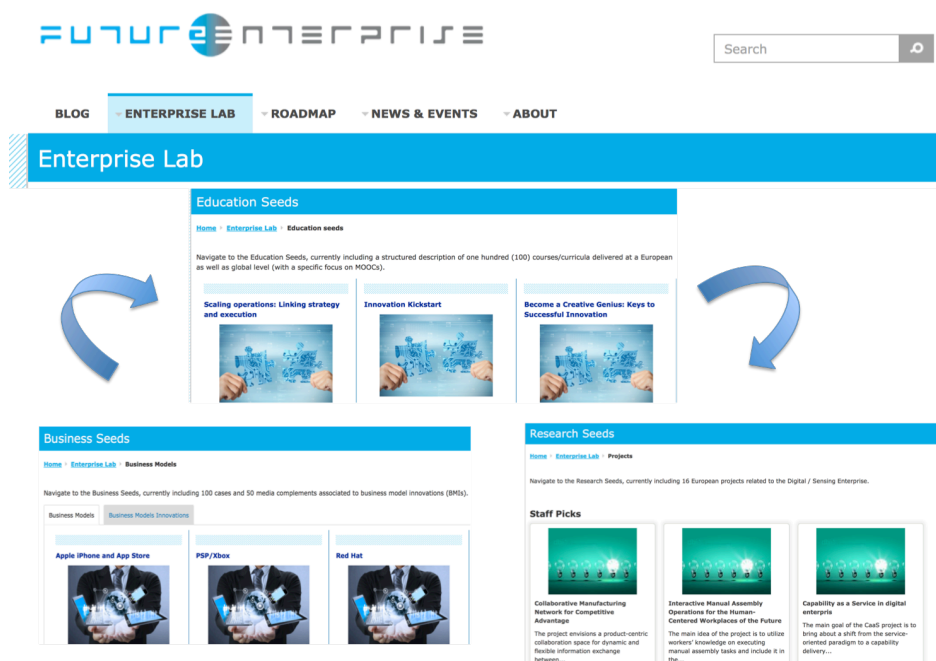 FUTURE ENTERPRISE
Search
BLOG ENTERPRISE LAB ROADMAP NEWS & EVENTS ABOUT
Enterprise Lab
Education Seeds
Home Enterprise Lab Education seeds
Navigate to the Education Seeds, currently including a structured description of one hundred (100) courses/curricula delivered at a European
as well as global level (with a specific focus on MOOCs).
Scaling operations: Linking strategy
and execution
Innovation Kickstart
Become a Creative Genius: Keys to
Successful Innovation
Business Seeds
Home Enterprise Lab Business Models
Navigate to the Business Seeds, currently including 100 cases and 50 media complements associated to business model innovations (BMIs).
Business Models Business Models Innovations
Apple iPhone and App Store
PSP/Xbox
Red Hat
Research Seeds
Home Enterprise Lab Projects
Navigate to the Research Seeds, currently including 16 European projects related to the Digital / Sensing Enterprise.
Staff Picks
Collaborative Manufacturing
Network for Competitive
Advantage
The project envisions a product-centric
collaboration space for dynamic and
flexible information exchange
between...
Interactive Manual Assembly
Operations for the Human-
Centered Workplaces of the Future
The main idea of the project is to utilize
workers' knowledge on executing
manual assembly tasks and include it in
the...
Capability as a Service in digital
enterpris
The main goal of the CaaS project is to
bring about a shift from the service-
oriented paradigm to a capability
delivery...